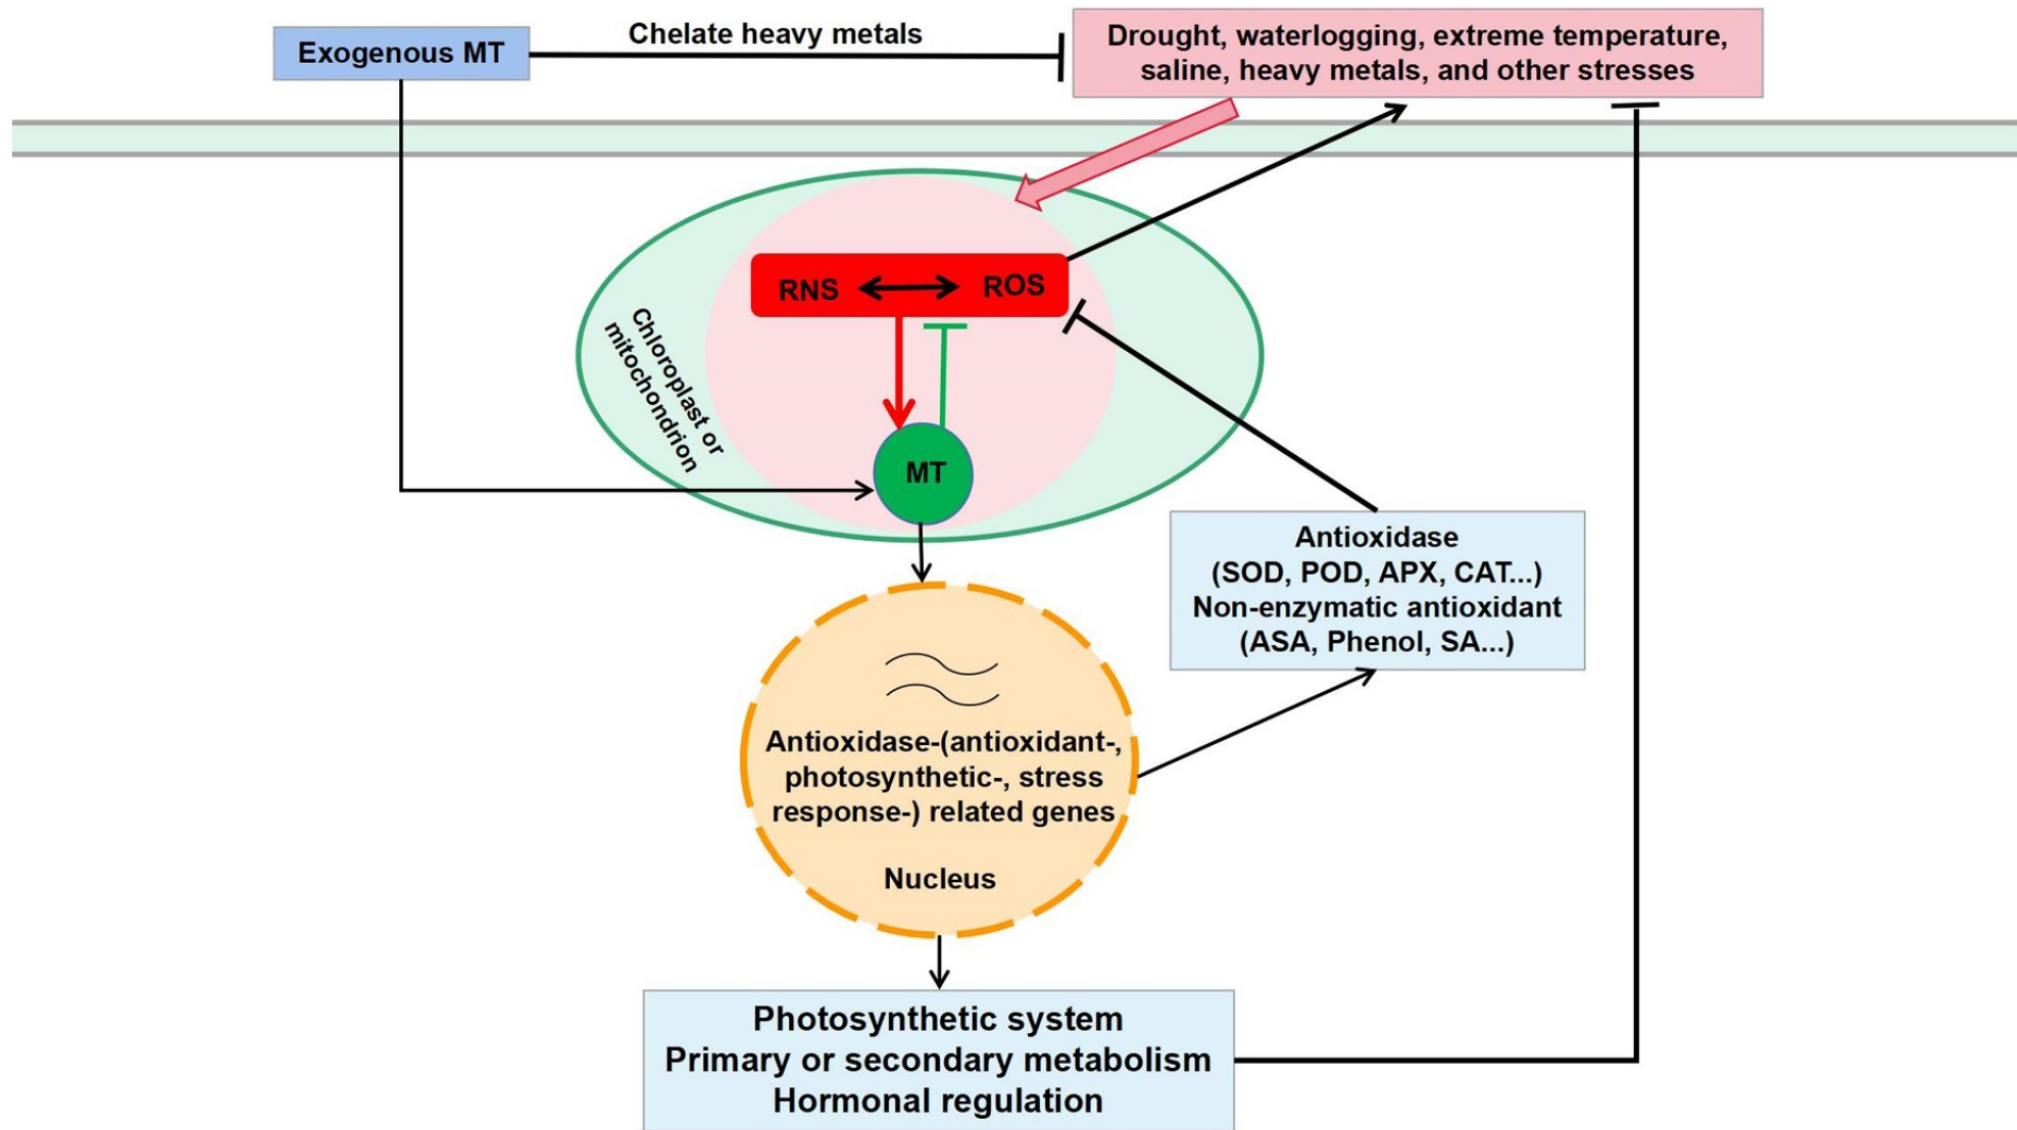 Exogenous MT
Chelate heavy metals
Drought, waterlogging, extreme temperature,
saline, heavy metals, and other stresses
RNS
ROS
Chloroplast or
mitochondrion
MT
Antioxidase
(SOD, POD, APX, CAT...)
Non-enzymatic antioxidant
(ASA, Phenol, SA...)
Antioxidase-(antioxidant-,
photosynthetic-, stress
response-) related genes
Nucleus
Photosynthetic system
Primary or secondary metabolism
Hormonal regulation